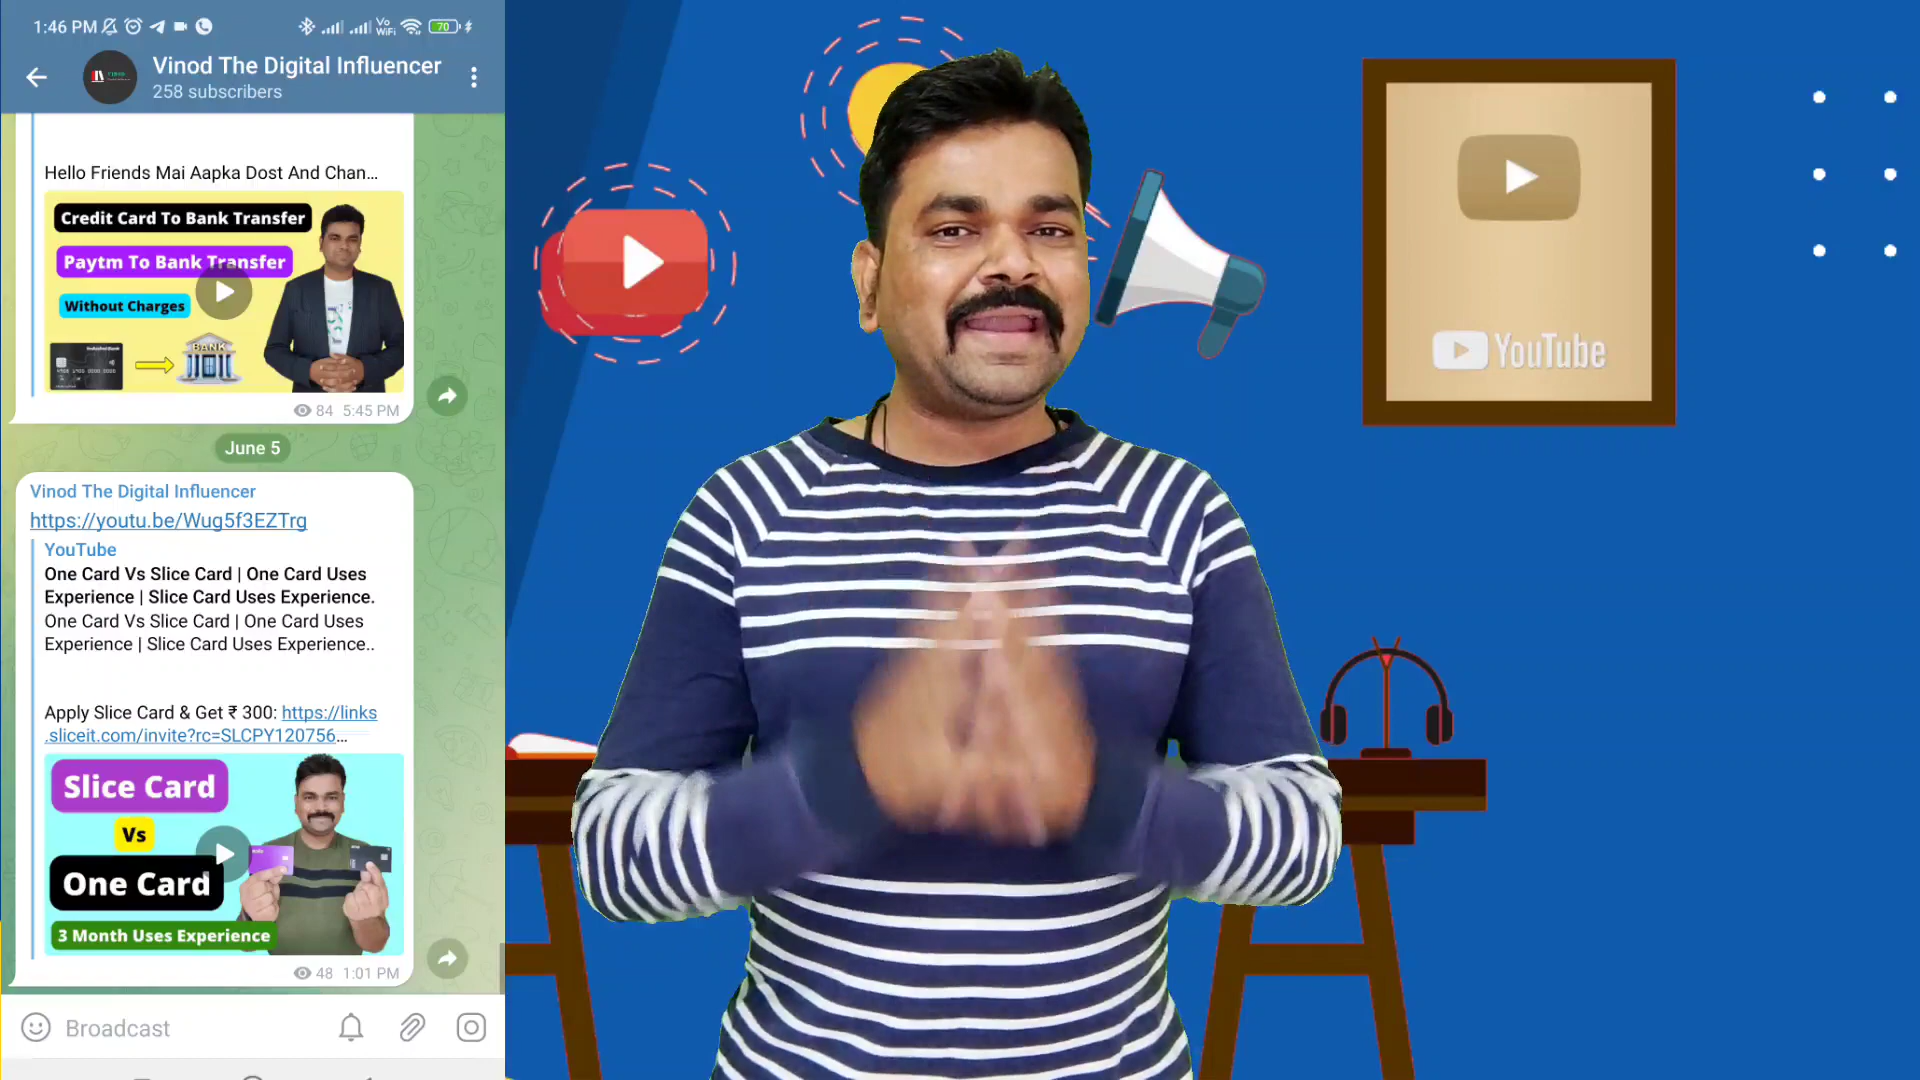 1:46 PM
Vo
WiFi
70
Vinod The Digital Influencer
258 subscribers
Hello Friends Mai Aapka Dost And Chan...
Credit Card To Bank Transfer
Paytm To Bank Transfer
Without Charges
BANK
84 5:45 PM
June 5
Vinod The Digital Influencer
https://youtu.be/Wug5f3EZTrg
YouTube
One Card Vs Slice Card | One Card Uses
Experience | Slice Card Uses Experience.
One Card Vs Slice Card | One Card Uses
Experience | Slice Card Uses Experience..
Apply Slice Card & Get ₹ 300: https://links
.sliceit.com/invite?rc=SLCPY120756...
Slice Card
Vs
One Card
3 Month Uses Experience
48 1:01 PM
Broadcast
YouTube